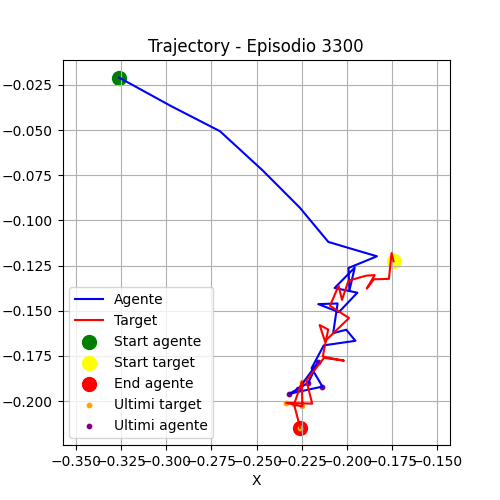 Trajectory - Episodio 3300
−0.025
−0.050
−0.075
−0.100
−0.125
−0.150
−0.175
−0.200
Agente
Target
Start agente
Start target
End agente
Ultimi target
Ultimi agente
−0.350 −0.325 −0.300 −0.275 −0.250 −0.225 −0.200 −0.175 −0.150
X